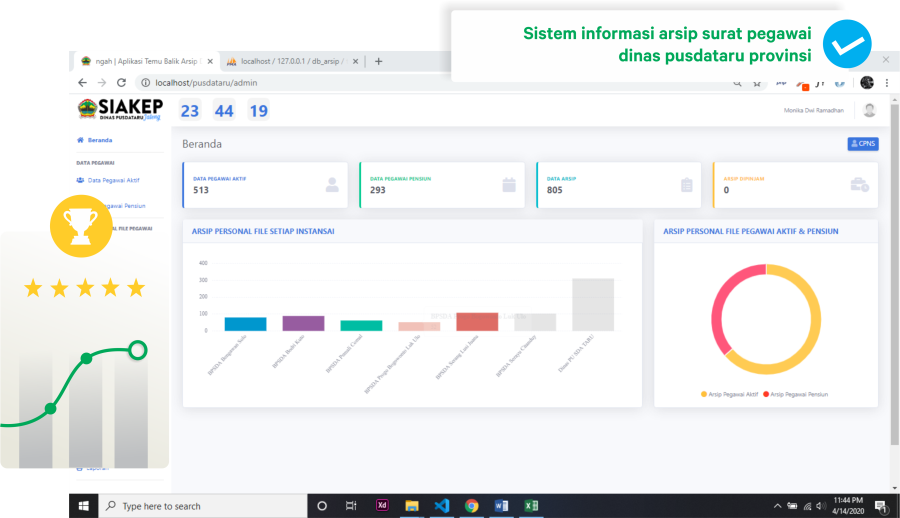 Sistem informasi arsip surat pegawai
dinas pusdataru provinsi
ngah | Aplikasi Temu Balik Arsip
localhost / 127.0.0.1 / db_arsip /
localhost/pusdataru/admin
SIAKEP
DINAS PUSDATARU Jateng
23 44 19
Monika Dwi Ramadhan
Beranda
Beranda
CPNS
DATA PEGAWAI
Data Pegawai Aktif
gawai Pensiun
FILE PEGAWAI
Laporan
DATA PEGAWAI AKTIF
513
DATA PEGAWAI PENSIUN
293
DATA ARSIP
805
ARSIP DIPINJAM
0
ARSIP PERSONAL FILE SETIAP INSTANSAI
400
300
200
100
0
BPSDA Bengawan Solo
BPSDA Bodri Kuto
BPSDA Pemali Comal
BPSDA Progo Bogowonto Luk Ulo
BPSDA Serang Lusi Juana
BPSDA Serayu Citanduy
Dinas PU SDA TARU
ARSIP PERSONAL FILE PEGAWAI AKTIF & PENSIUN
Arsip Pegawai Aktif
Arsip Pegawai Pensiun
Type here to search
Xd
11:44 PM
4/14/2020